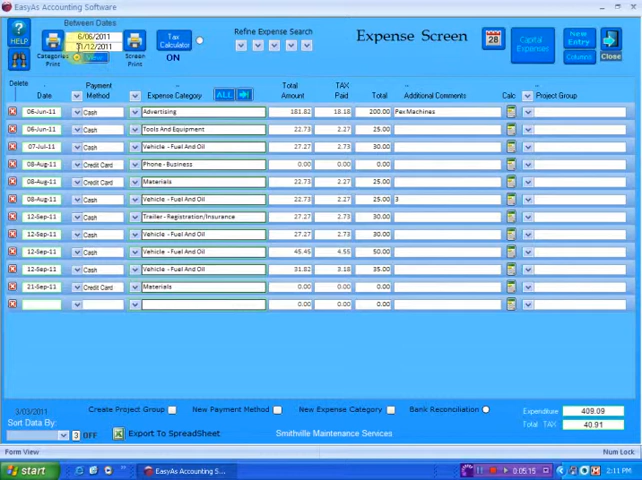 EasyAs Accounting Software
Between Dates
6/06/2011
31/12/2011
HELP
Categories Print
Screen Print
Tax Calculator
ON
Refine Expense Search
Expense Screen
28
Capital Expenses
New Entry
Columns
Close
Delete
Date
Payment Method
Expense Category
ALL
Total Amount
TAX Paid
Total
Additional Comments
Calc
Project Group
06-Jun-11 Cash Advertising 181.82 18.18 200.00 Pex Machines
06-Jun-11 Cash Tools And Equipment 22.73 2.27 25.00
07-Jul-11 Cash Vehicle - Fuel And Oil 27.27 2.73 30.00
08-Aug-11 Credit Card Phone - Business 0.00 0.00 0.00
08-Aug-11 Credit Card Materials 22.73 2.27 25.00
08-Aug-11 Cash Vehicle - Fuel And Oil 22.73 2.27 25.00 3
12-Sep-11 Cash Trailer - Registration/Insurance 27.27 2.73 30.00
12-Sep-11 Cash Vehicle - Fuel And Oil 27.27 2.73 30.00
12-Sep-11 Cash Vehicle - Fuel And Oil 45.45 4.55 50.00
12-Sep-11 Cash Vehicle - Fuel And Oil 31.82 3.18 35.00
21-Sep-11 Credit Card Materials 0.00 0.00 0.00
0.00 0.00 0.00
3/03/2011
Create Project Group
New Payment Method
New Expense Category
Bank Reconciliation
Expenditure 409.09
Total TAX 40.91
Sort Data By:
3 OFF
Export To SpreadSheet
Smithville Maintenance Services
Form View
Num Lock
start
EasyAs Accounting S...
0:05:15
2:11 PM